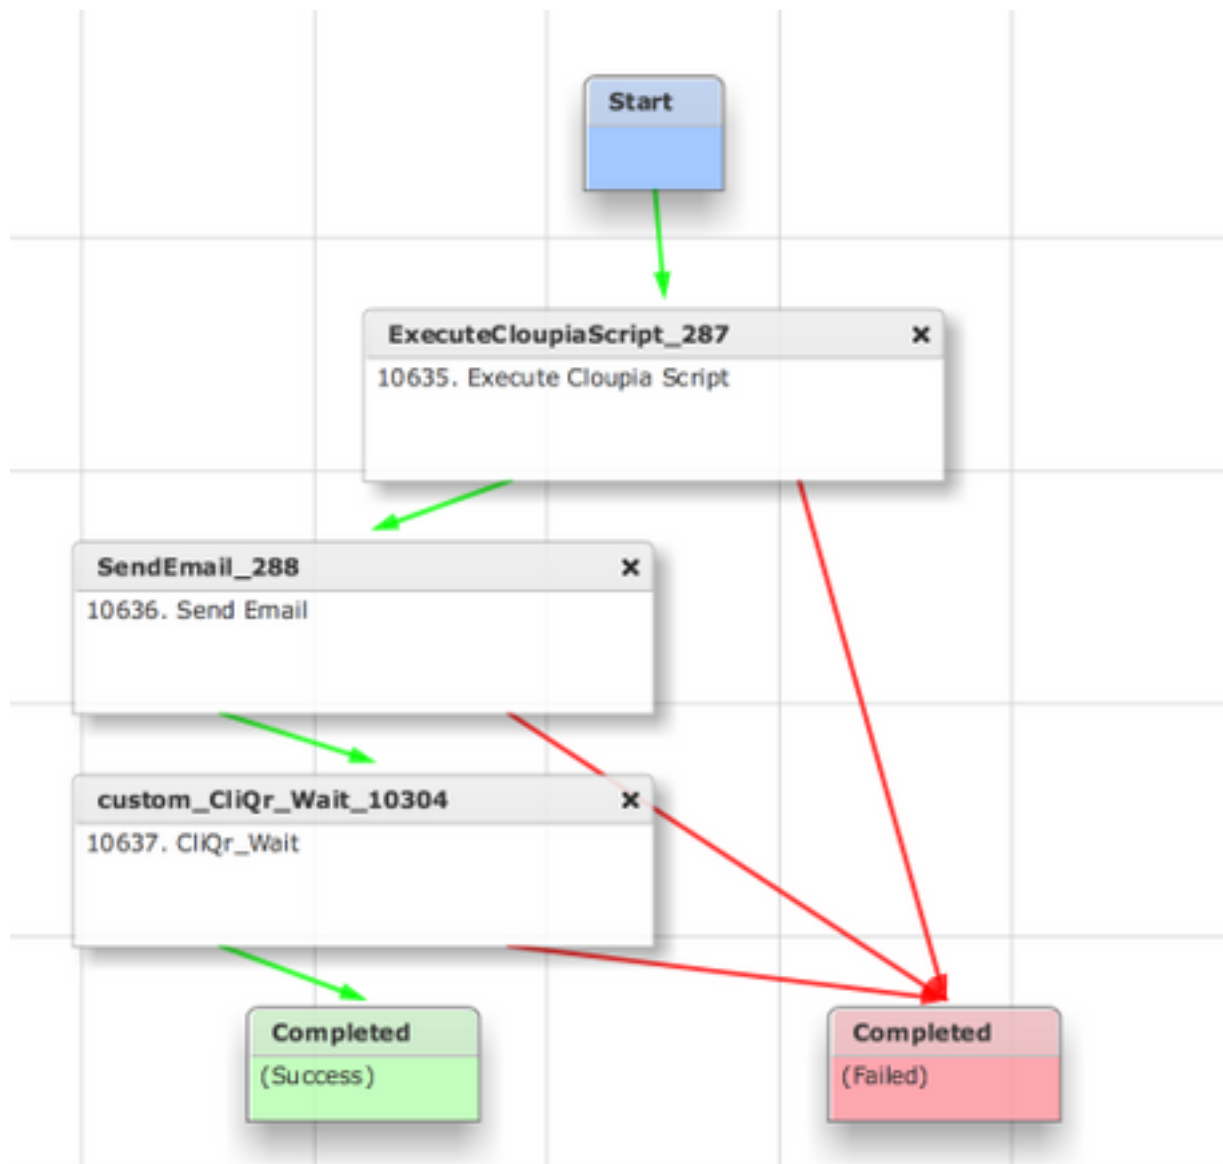 Start
ExecuteCloupiaScript_287
10635. Execute Cloupia Script
SendEmail_288
10636. Send Email
custom_CliQr_Wait_10304
10637. CliQr_Wait
Completed
(Success)
Completed
(Failed)